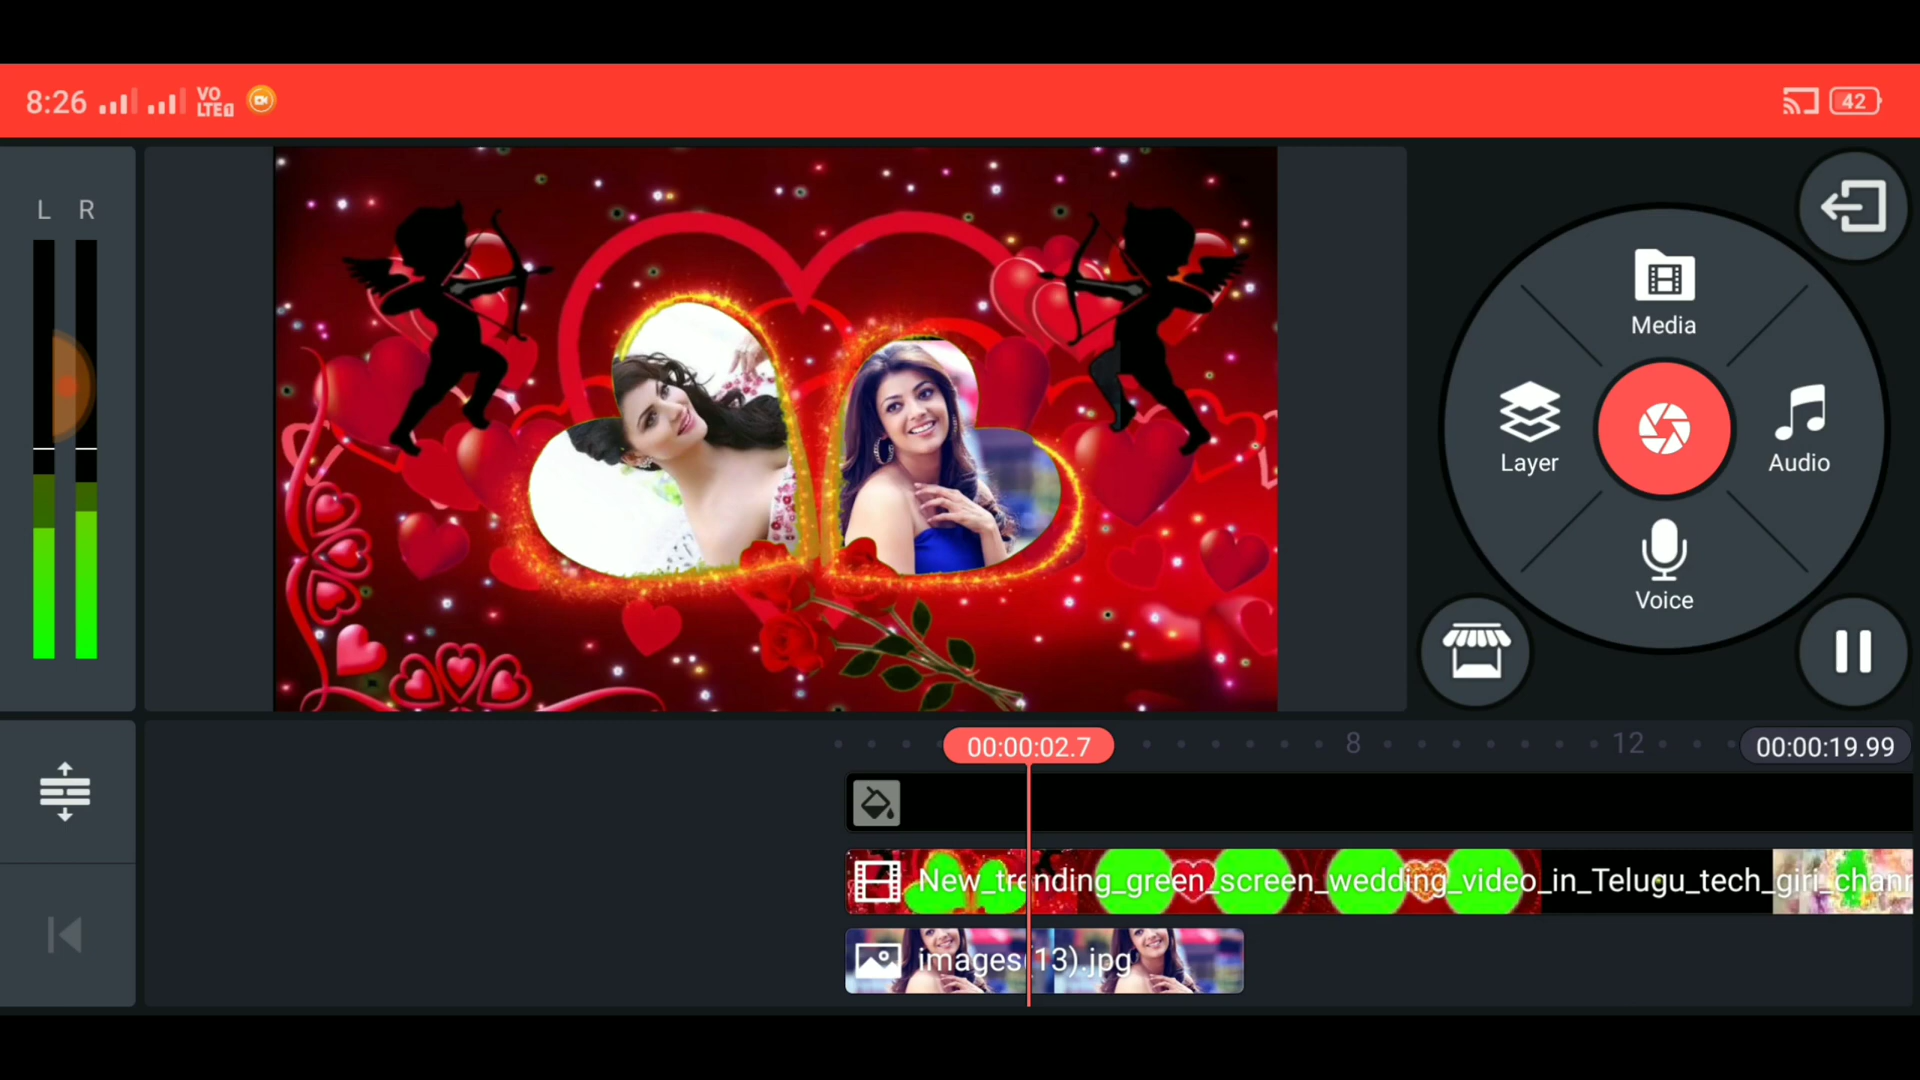 8:26
VO
LTE1
42
L R
Media
Layer
Audio
Voice
00:00:02.7
8
12
00:00:19.99
New_trending_green_screen_wedding_video_in_Telugu_tech_giri_chann
images(13).jpg